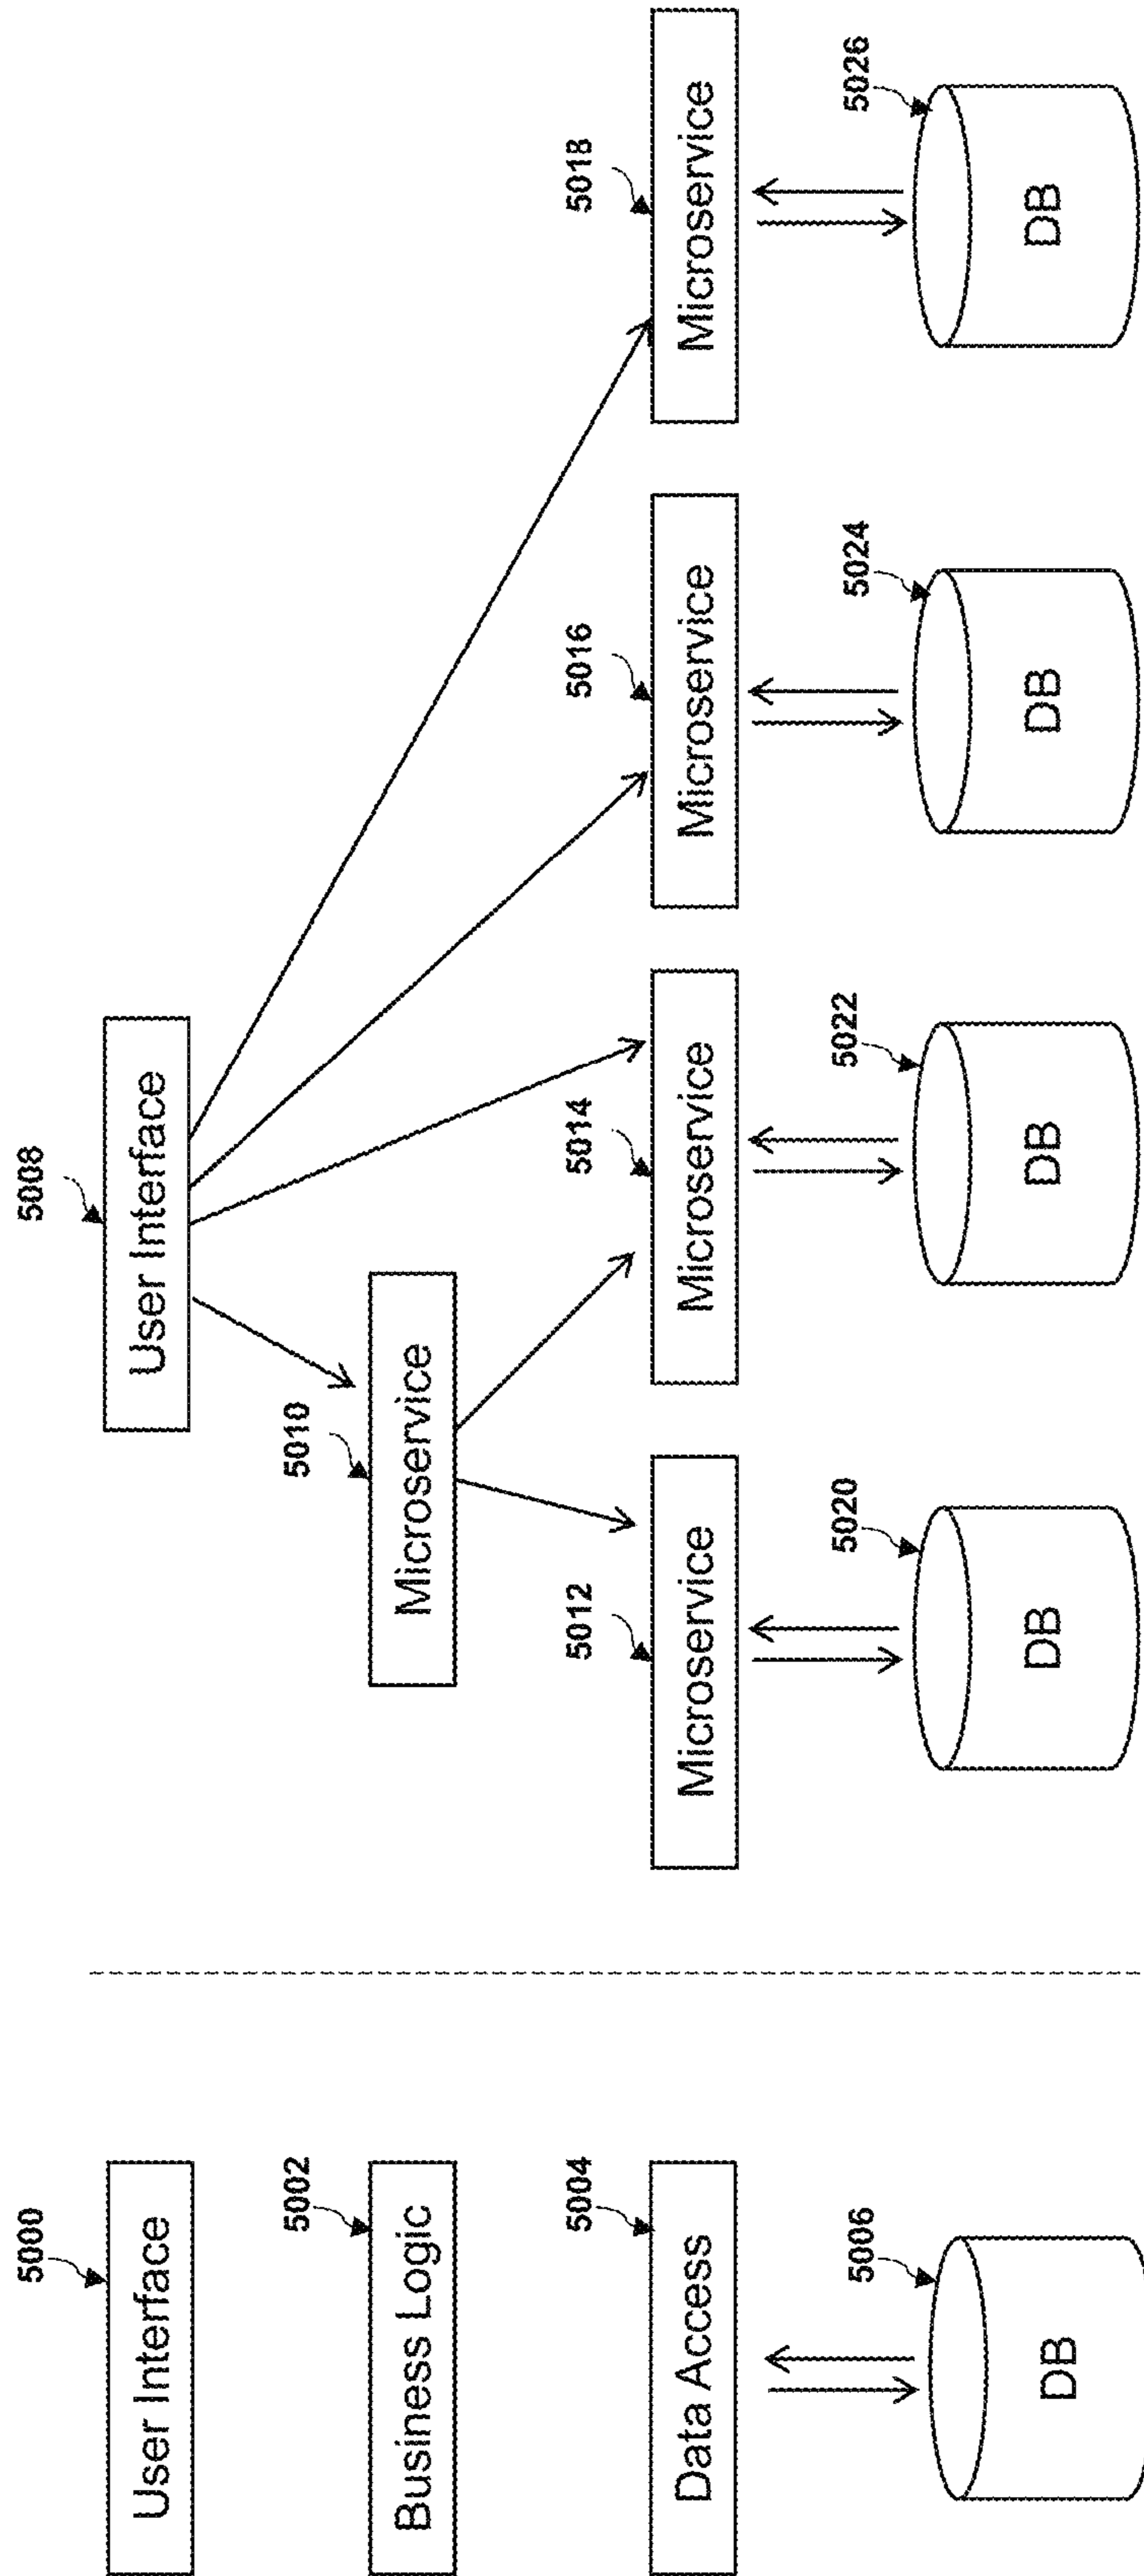 5000
User Interface
5002
Business Logic
5004
Data Access
5006
DB
5008
User Interface
5010
Microservice
5012
Microservice
5014
Microservice
5016
Microservice
5018
Microservice
5020
DB
5022
DB
5024
DB
5026
DB